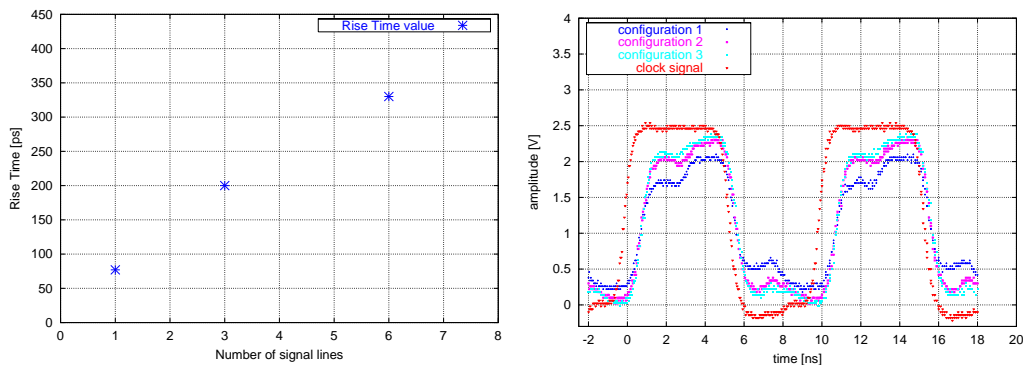 450
400
350
300
250
200
150
100
50
0
Rise Time [ps]
Rise Time value
0 1 2 3 4 5 6 7 8
Number of signal lines
4
3.5
3
2.5
2
1.5
1
0.5
0
amplitude [V]
configuration 1
configuration 2
configuration 3
clock signal
-2 0 2 4 6 8 10 12 14 16 18 20
time [ns]